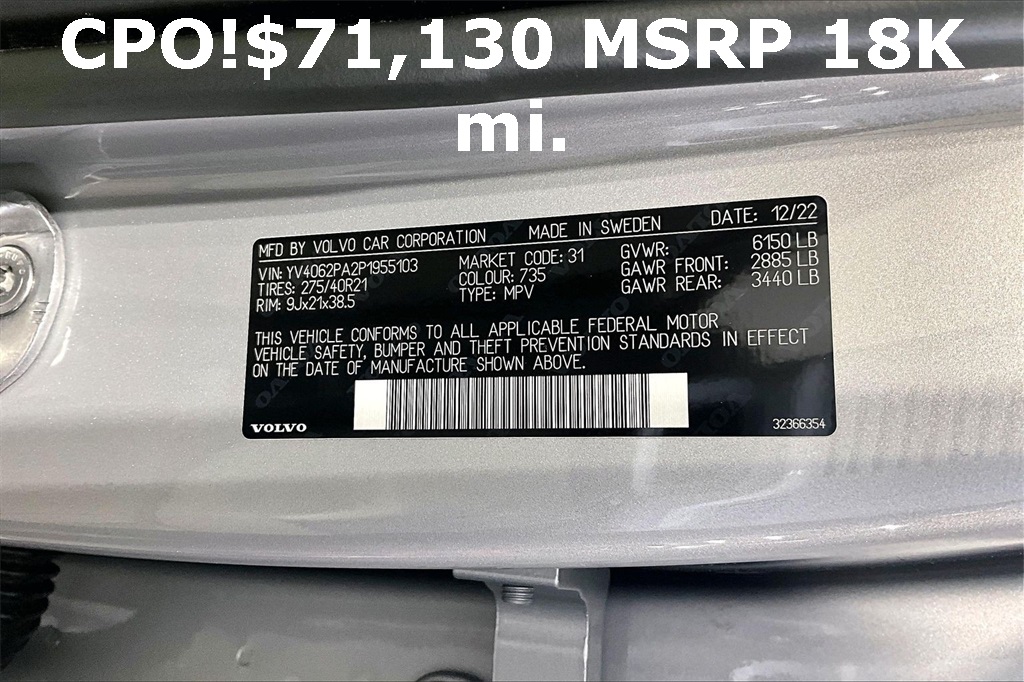 CPO!$71,130 MSRP 18K
mi.
MFD BY VOLVO CAR CORPORATION MADE IN SWEDEN DATE: 12/22
VIN: YV4062PA2P1955103 MARKET CODE: 31 GVWR: 6150 LB
TIRES: 275/40R21 COLOUR: 735 GAWR FRONT: 2885 LB
RIM: 9Jx21x38.5 TYPE: MPV GAWR REAR: 3440 LB
THIS VEHICLE CONFORMS TO ALL APPLICABLE FEDERAL MOTOR
VEHICLE SAFETY, BUMPER AND THEFT PREVENTION STANDARDS IN EFFECT
ON THE DATE OF MANUFACTURE SHOWN ABOVE.
VOLVO 32366354